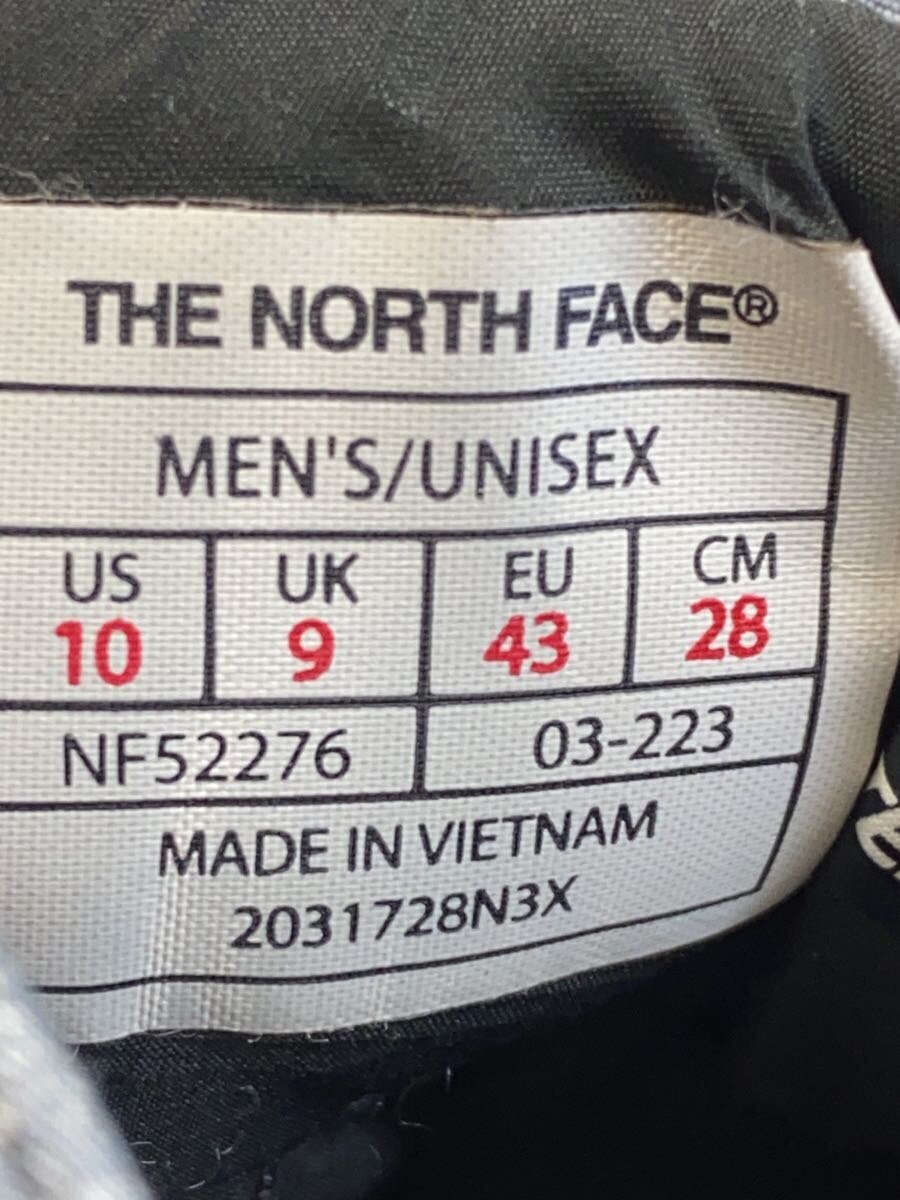 THE NORTH FACE®
MEN'S/UNISEX
US UK EU CM
10 9 43 28
NF52276 03-223
MADE IN VIETNAM
2031728N3X